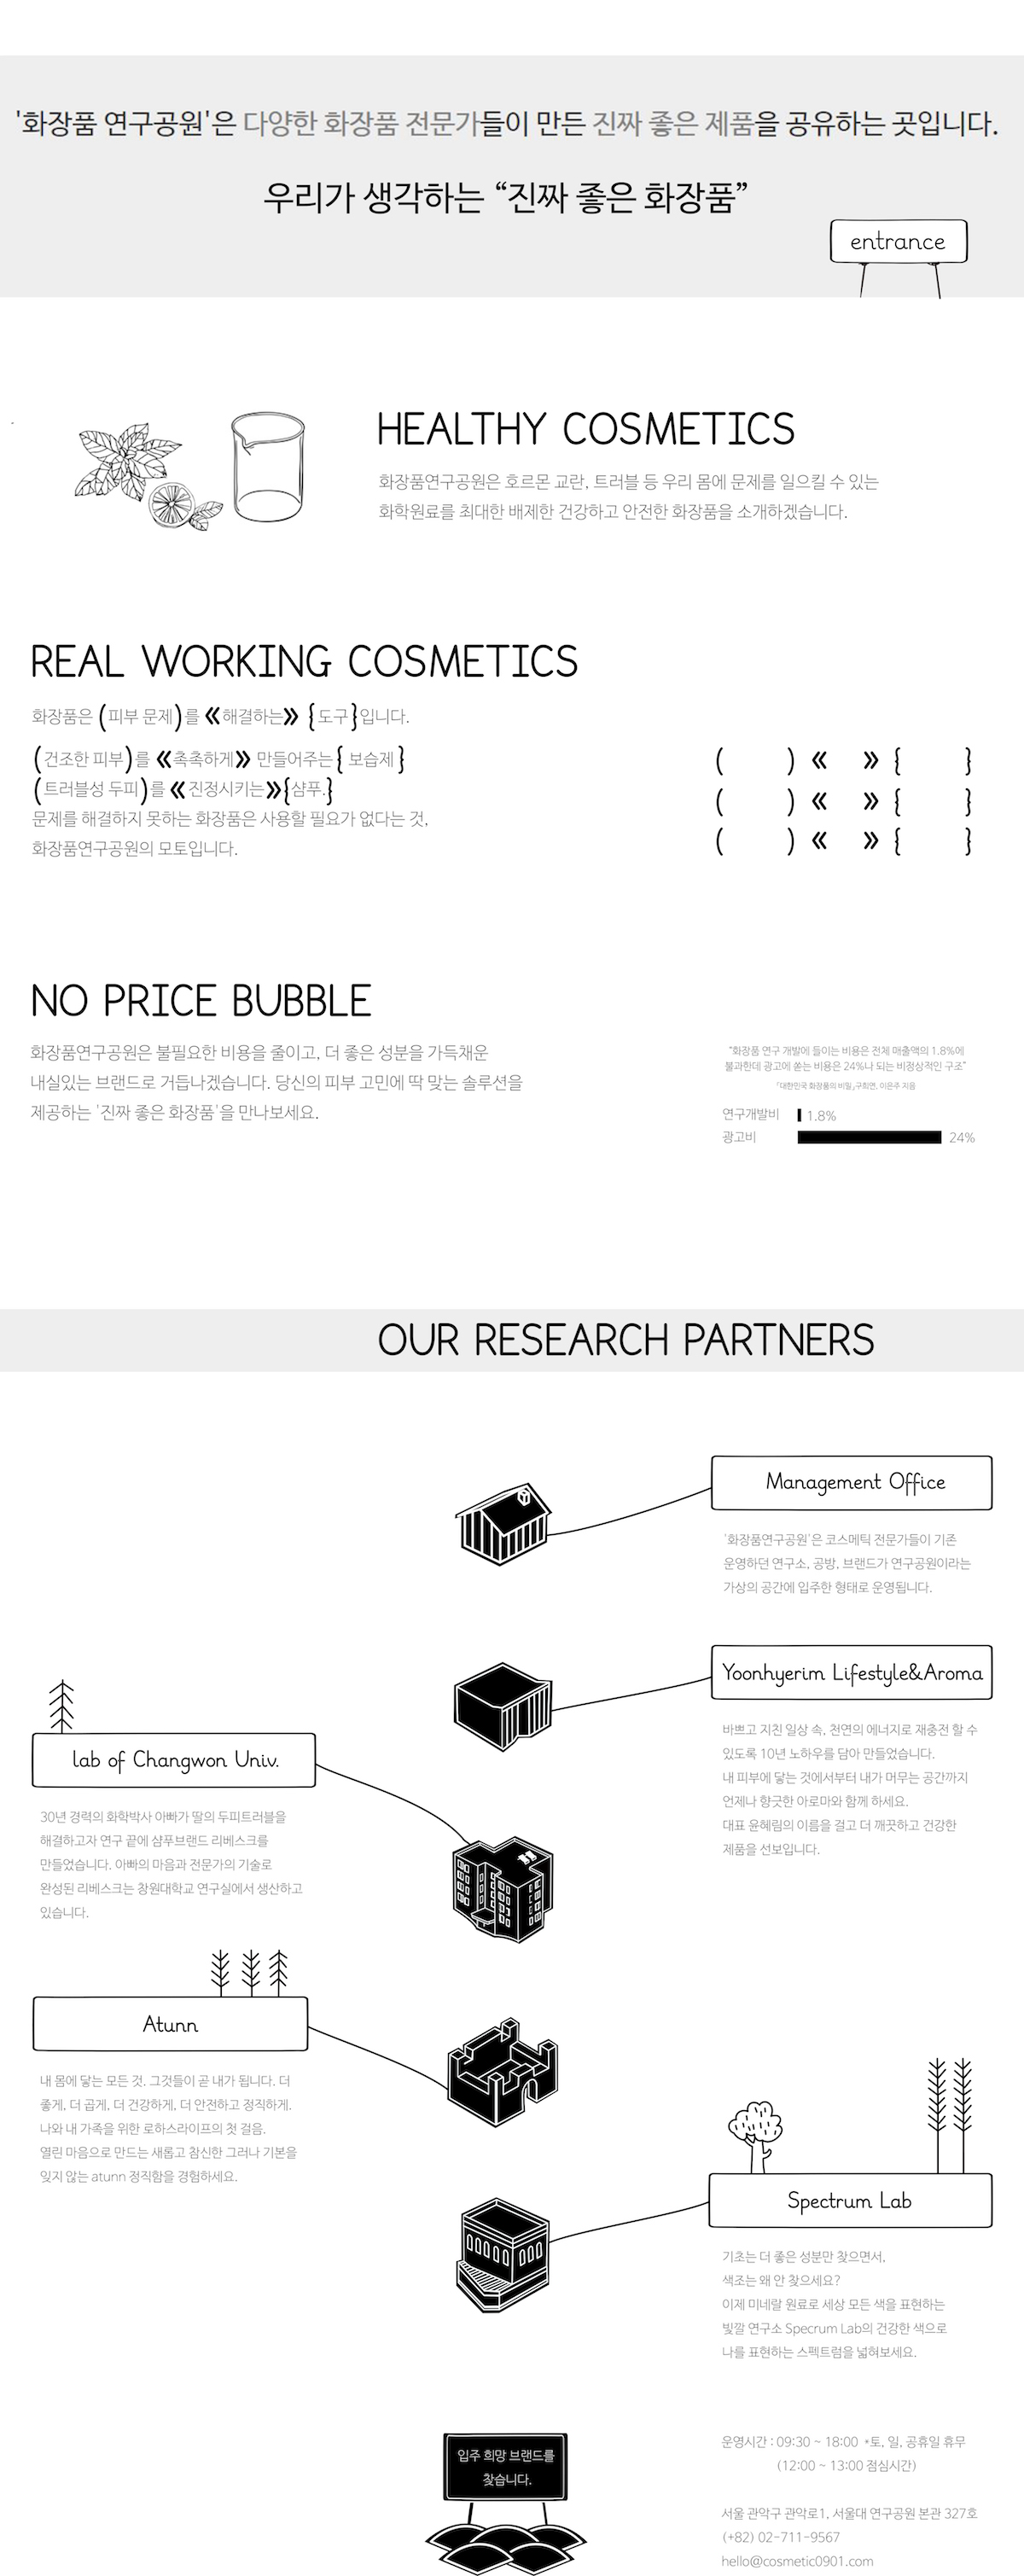 '화장품 연구공원'은 다양한 화장품 전문가들이 만든 진짜 좋은 제품을 공유하는 곳입니다.
우리가 생각하는 “진짜 좋은 화장품”
entrance
HEALTHY COSMETICS
화장품연구공원은 호르몬 교란, 트러블 등 우리 몸에 문제를 일으킬 수 있는
화학원료를 최대한 배제한 건강하고 안전한 화장품을 소개하겠습니다.
REAL WORKING COSMETICS
화장품은 (피부 문제)를 《해결하는》 {도구}입니다.
(건조한 피부)를 《촉촉하게》 만들어주는 { 보습제 }
(트러블성 두피)를 《진정시키는》{샴푸.}
문제를 해결하지 못하는 화장품은 사용할 필요가 없다는 것,
화장품연구공원의 모토입니다.
( ) 《 》 { }
( ) 《 》 { }
( ) 《 》 { }
NO PRICE BUBBLE
화장품연구공원은 불필요한 비용을 줄이고, 더 좋은 성분을 가득채운
내실있는 브랜드로 거듭나겠습니다. 당신의 피부 고민에 딱 맞는 솔루션을
제공하는 '진짜 좋은 화장품'을 만나보세요.
“화장품 연구 개발에 들이는 비용은 전체 매출액의 1.8%에
불과한데 광고에 쏟는 비용은 24%나 되는 비정상적인 구조”
「대한민국 화장품의 비밀」구희연, 이은주 지음
연구개발비 1.8%
광고비 24%
OUR RESEARCH PARTNERS
Management Office
'화장품연구공원'은 코스메틱 전문가들이 기존
운영하던 연구소, 공방, 브랜드가 연구공원이라는
가상의 공간에 입주한 형태로 운영됩니다.
Yoonhyerim Lifestyle&Aroma
바쁘고 지친 일상 속, 천연의 에너지로 재충전 할 수
있도록 10년 노하우를 담아 만들었습니다.
내 피부에 닿는 것에서부터 내가 머무는 공간까지
언제나 향긋한 아로마와 함께 하세요.
대표 윤혜림의 이름을 걸고 더 깨끗하고 건강한
제품을 선보입니다.
lab of Changwon Univ.
30년 경력의 화학박사 아빠가 딸의 두피트러블을
해결하고자 연구 끝에 샴푸브랜드 리베스크를
만들었습니다. 아빠의 마음과 전문가의 기술로
완성된 리베스크는 창원대학교 연구실에서 생산하고
있습니다.
Atunn
내 몸에 닿는 모든 것. 그것들이 곧 내가 됩니다. 더
좋게, 더 곱게, 더 건강하게, 더 안전하고 정직하게.
나와 내 가족을 위한 로하스라이프의 첫 걸음.
열린 마음으로 만드는 새롭고 참신한 그러나 기본을
잊지 않는 atunn 정직함을 경험하세요.
Spectrum Lab
기초는 더 좋은 성분만 찾으면서,
색조는 왜 안 찾으세요?
이제 미네랄 원료로 세상 모든 색을 표현하는
빛깔 연구소 Specrum Lab의 건강한 색으로
나를 표현하는 스펙트럼을 넓혀보세요.
입주 희망 브랜드를
찾습니다.
운영시간 : 09:30 ~ 18:00 *토, 일, 공휴일 휴무
(12:00 ~ 13:00 점심시간)
서울 관악구 관악로1, 서울대 연구공원 본관 327호
(+82) 02-711-9567
hello@cosmetic0901.com